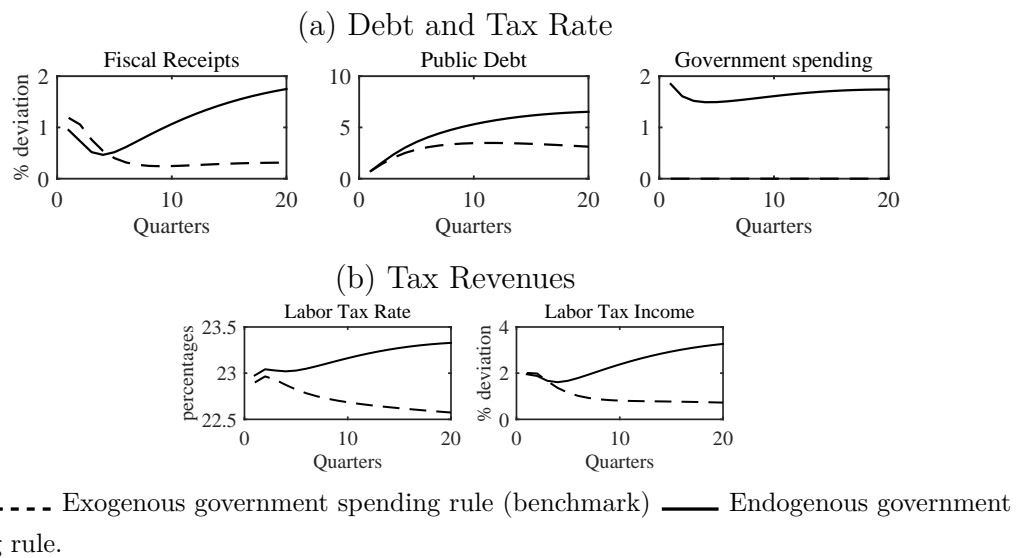 (a) Debt and Tax Rate
Fiscal Receipts
Public Debt
Government spending
% deviation
2
1
0
0
10
20
Quarters
10
5
0
0
10
20
Quarters
2
1
0
0
10
20
Quarters
(b) Tax Revenues
Labor Tax Rate
Labor Tax Income
percentages
23.5
23
22.5
0
10
20
Quarters
% deviation
4
2
0
0
10
20
Quarters
Exogenous government spending rule (benchmark) Endogenous government
rule.